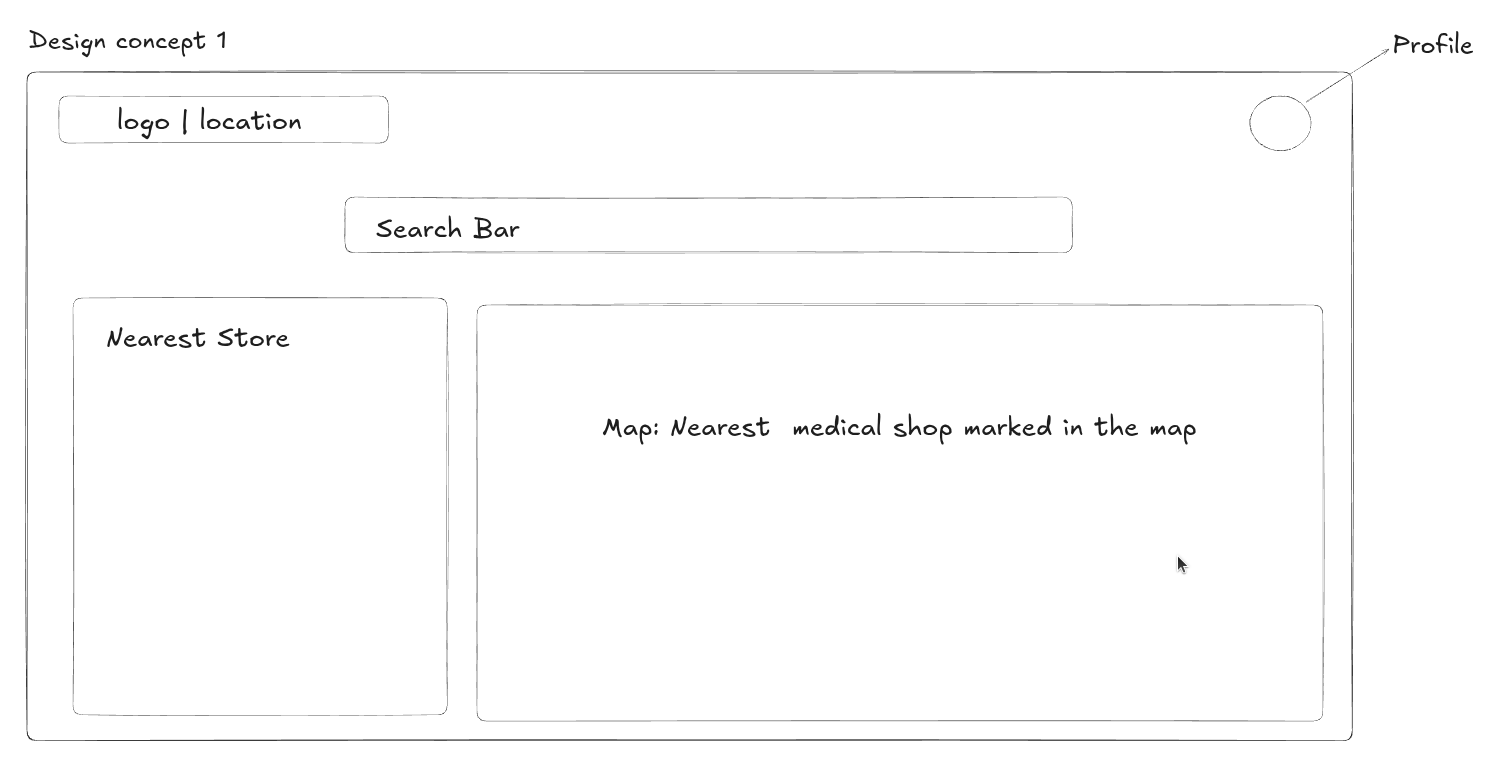 Design concept 1
Profile
logo | location
Search Bar
Nearest Store
Map: Nearest medical shop marked in the map